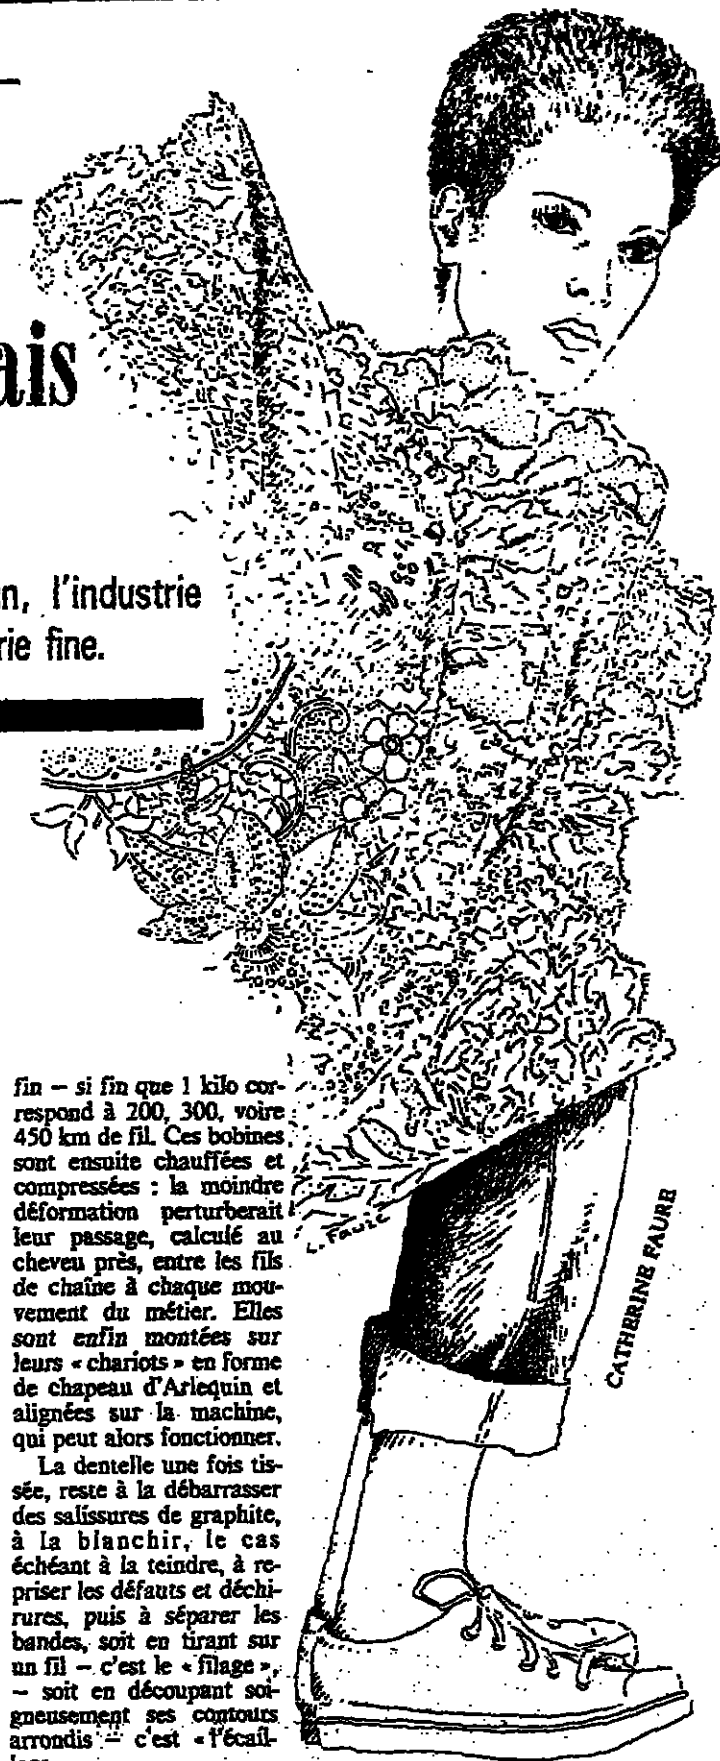 ais
n, l'industrie
rie fine.
fin — si fin que 1 kilo cor-
respond à 200, 300, voire
450 km de fil. Ces bobines
sont ensuite chauffées et
compressées : la moindre
déformation perturberait
leur passage, calculé au
cheveu près, entre les fils
de chaîne à chaque mou-
vement du métier. Elles
sont enfin montées sur
leurs « chariots » en forme
de chapeau d'Arlequin et
alignées sur la machine,
qui peut alors fonctionner.
La dentelle une fois tis-
sée, reste à la débarrasser
des salissures de graphite,
à la blanchir, le cas
échéant à la teindre, à re-
priser les défauts et déchi-
rures, puis à séparer les
bandes, soit en tirant sur
un fil — c'est le « filage »,
— soit en découpant soi-
gneusement ses contours
arrondis — c'est « l'écail-
C. Faure
CATHERINE FAURE